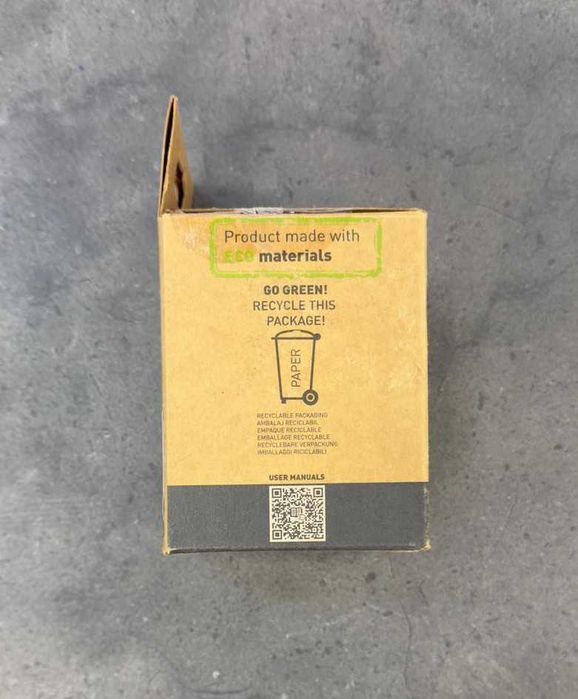 Product made with
ECO materials
GO GREEN!
RECYCLE THIS
PACKAGE!
PAPER
RECYCLABLE PACKAGING
AMBALAJ RECICLABIL
EMPAQUE RECICLABLE
EMBALLAGE RECYCLABLE
RECYCLEBARE VERPACKUNG
IMBALLAGGI RICICLABILI
USER MANUALS